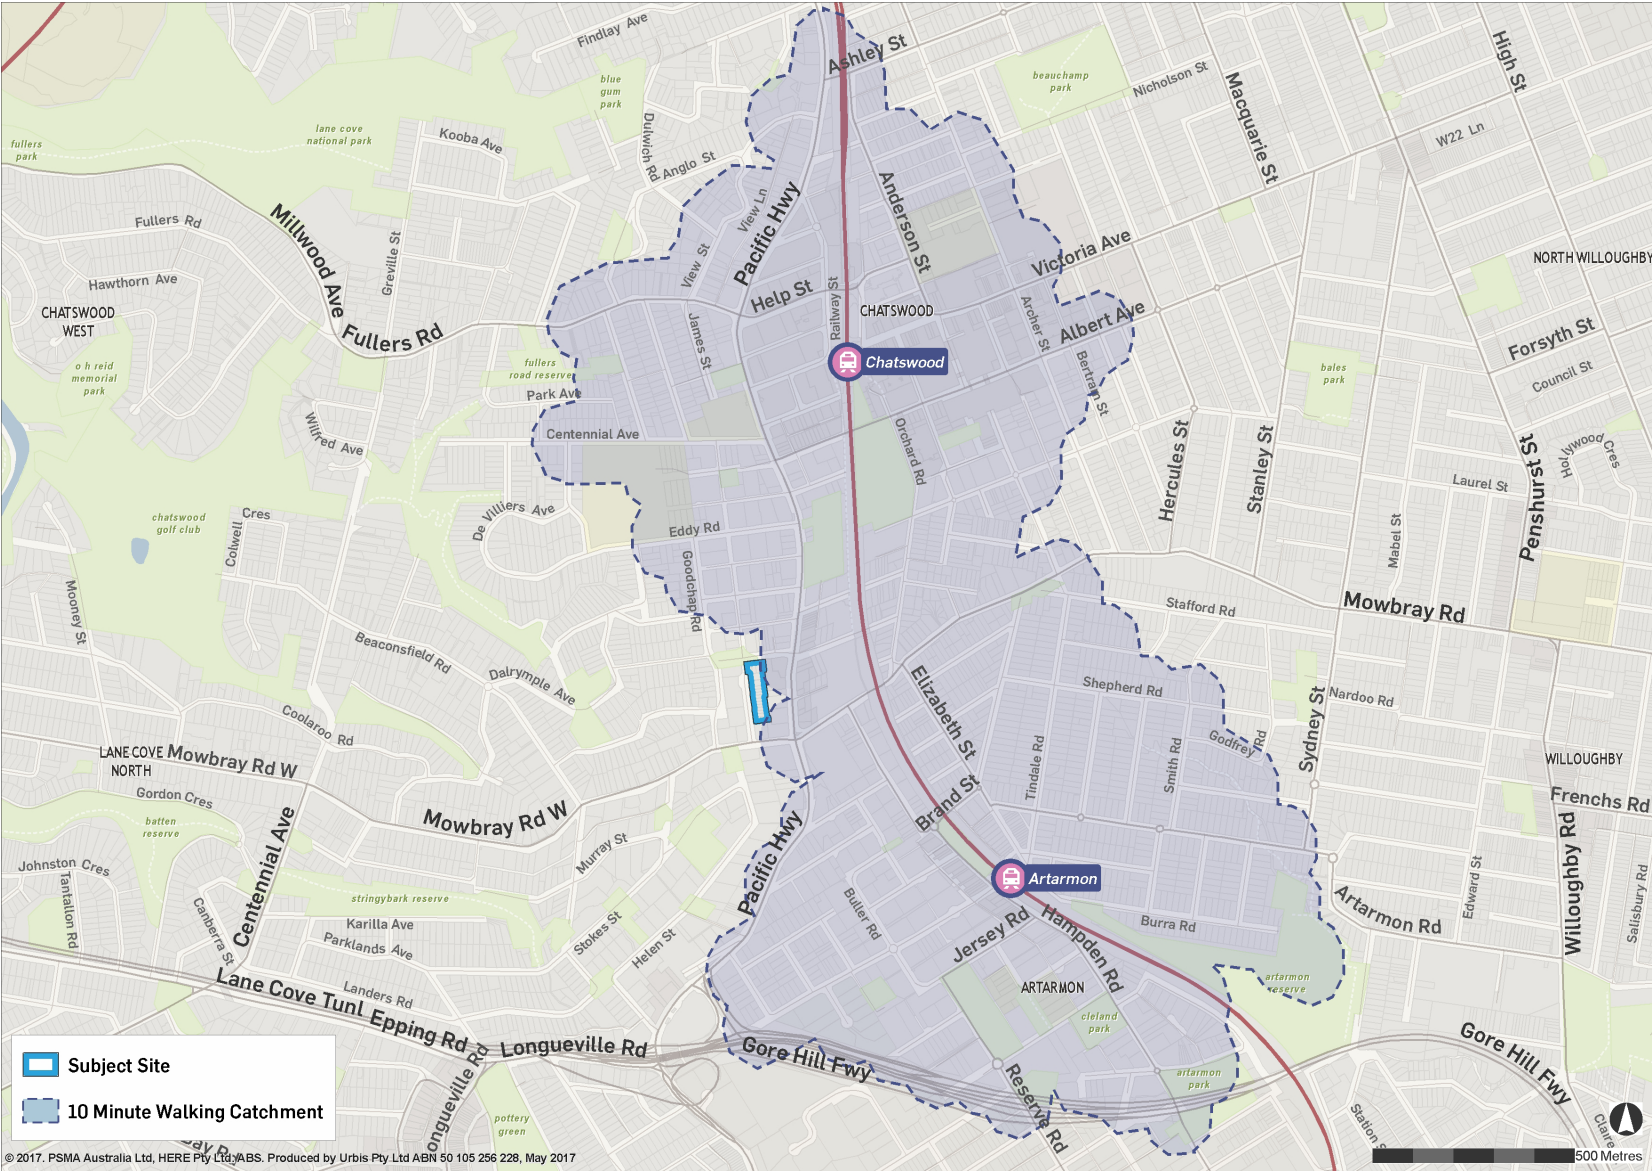 Findlay Ave
Ashley St
High St
beauchamp
park
Nicholson St
Macquarie St
W22 Ln
blue
gum
park
lane cove
national park
Kooba Ave
Dulwich Rd
Anglo St
fullers
park
View Ln
Pacific Hwy
Anderson St
Fullers Rd
Millwood Ave
Greville St
View St
Victoria Ave
NORTH WILLOUGHBY
Hawthorn Ave
Help St
Railway St
CHATSWOOD
Archer St
Albert Ave
CHATSWOOD
WEST
Fullers Rd
James St
Forsyth St
Chatswood
fullers
road reserve
o h reid
memorial
park
Bertram St
bales
park
Council St
Park Ave
Wilfred Ave
Centennial Ave
Orchard Rd
Hercules St
Stanley St
Penshurst St
Hollywood Cres
Laurel St
De Villiers Ave
chatswood
golf club
Colwell Cres
Eddy Rd
Mabel St
Goodchap Rd
Mooney St
Stafford Rd
Mowbray Rd
Beaconsfield Rd
Dalrymple Ave
Elizabeth St
Shepherd Rd
Nardoo Rd
Sydney St
Coolaroo Rd
Godfrey Rd
LANE COVE
NORTH
Mowbray Rd W
Tindale Rd
Smith Rd
WILLOUGHBY
Gordon Cres
Mowbray Rd W
Brand St
Frenchs Rd
batten
reserve
Centennial Ave
Murray St
Pacific Hwy
Willoughby Rd
Johnston Cres
Tantallon Rd
Artarmon
Edward St
Salisbury Rd
stringybark reserve
Canberra St
Karilla Ave
Stokes St
Butler Rd
Jersey Rd
Hampden Rd
Burra Rd
Artarmon Rd
Parklands Ave
Helen St
Lane Cove Tunl
Landers Rd
ARTARMON
artarmon
reserve
Epping Rd
cleland
park
Longueville Rd
Gore Hill Fwy
Gore Hill Fwy
Longueville Rd
Reserve Rd
artarmon
park
Subject Site
10 Minute Walking Catchment
pottery
green
Station S
Claire
© 2017. PSMA Australia Ltd, HERE Pty Ltd. ABS. Produced by Urbis Pty Ltd ABN 50 105 256 228, May 2017
500 Metres